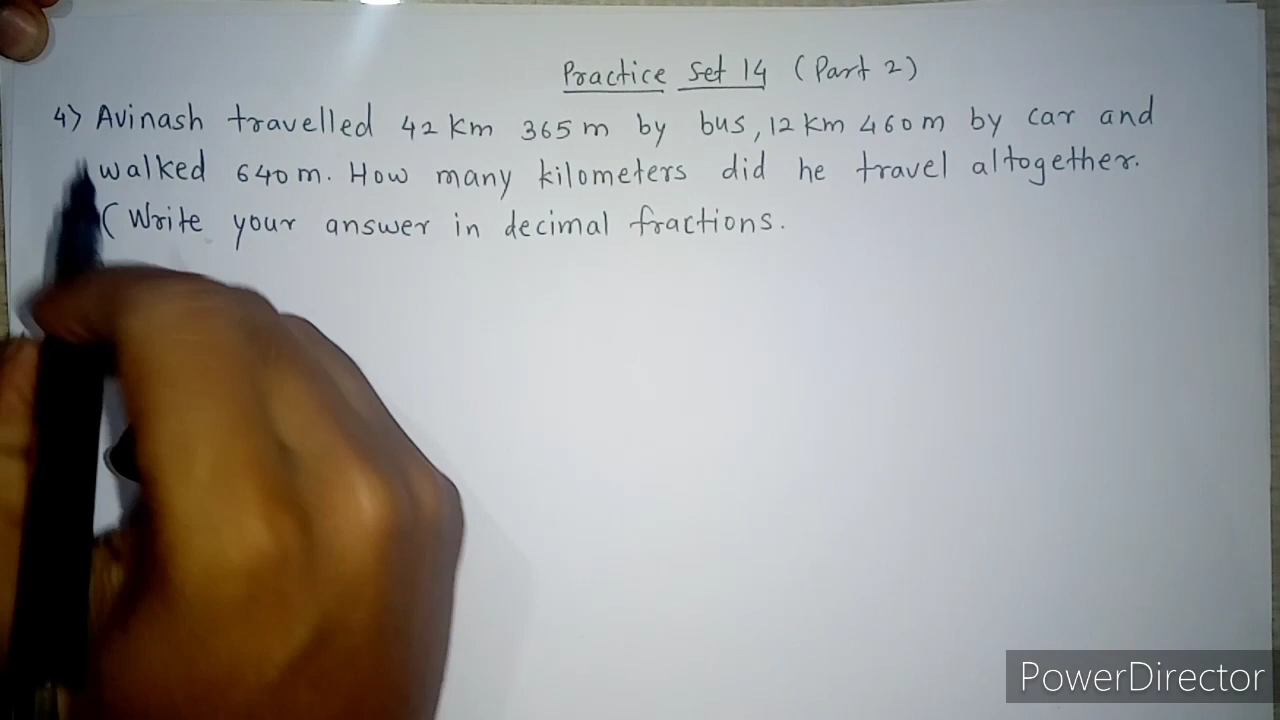 Practice Set 14 (Part 2)
4) Avinash travelled 42 Km 365 m by bus, 12 Km 460 m by car and
walked 640 m. How many kilometers did he travel altogether.
(Write your answer in decimal fractions.
PowerDirector